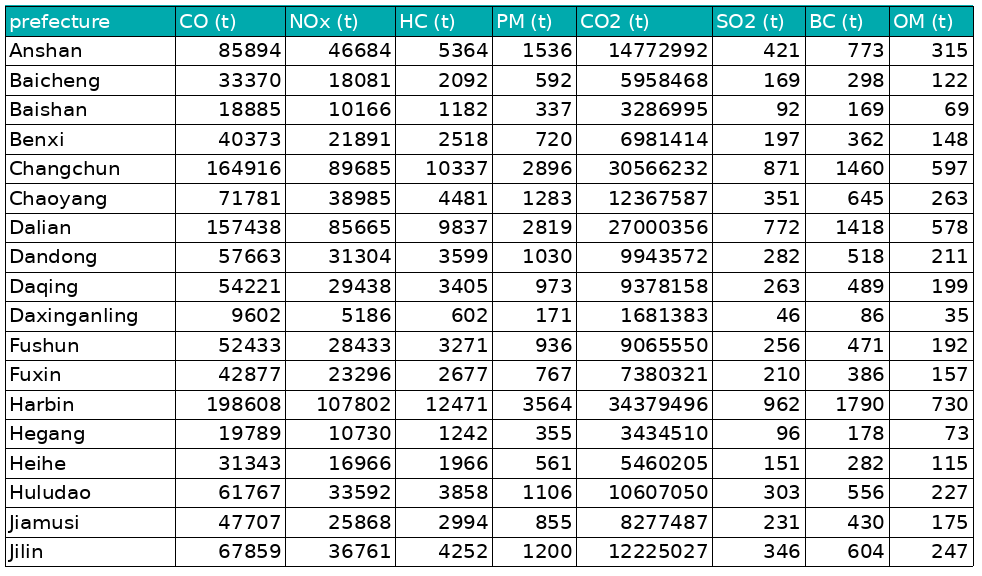 prefecture CO (t) NOx (t) HC (t) PM (t) CO2 (t) SO2 (t) BC (t) OM (t)
Anshan 85894 46684 5364 1536 14772992 421 773 315
Baicheng 33370 18081 2092 592 5958468 169 298 122
Baishan 18885 10166 1182 337 3286995 92 169 69
Benxi 40373 21891 2518 720 6981414 197 362 148
Changchun 164916 89685 10337 2896 30566232 871 1460 597
Chaoyang 71781 38985 4481 1283 12367587 351 645 263
Dalian 157438 85665 9837 2819 27000356 772 1418 578
Dandong 57663 31304 3599 1030 9943572 282 518 211
Daqing 54221 29438 3405 973 9378158 263 489 199
Daxinganling 9602 5186 602 171 1681383 46 86 35
Fushun 52433 28433 3271 936 9065550 256 471 192
Fuxin 42877 23296 2677 767 7380321 210 386 157
Harbin 198608 107802 12471 3564 34379496 962 1790 730
Hegang 19789 10730 1242 355 3434510 96 178 73
Heihe 31343 16966 1966 561 5460205 151 282 115
Huludao 61767 33592 3858 1106 10607050 303 556 227
Jiamusi 47707 25868 2994 855 8277487 231 430 175
Jilin 67859 36761 4252 1200 12225027 346 604 247